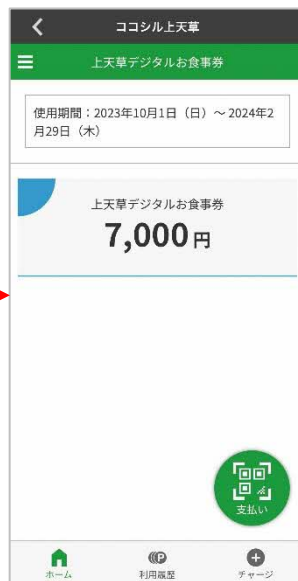 ココシル上天草
上天草デジタルお食事券
使用期間：2023年10月1日（日）～2024年2
月29日（木）
上天草デジタルお食事券
7,000円
支払い
ホーム
利用履歴
チャージ